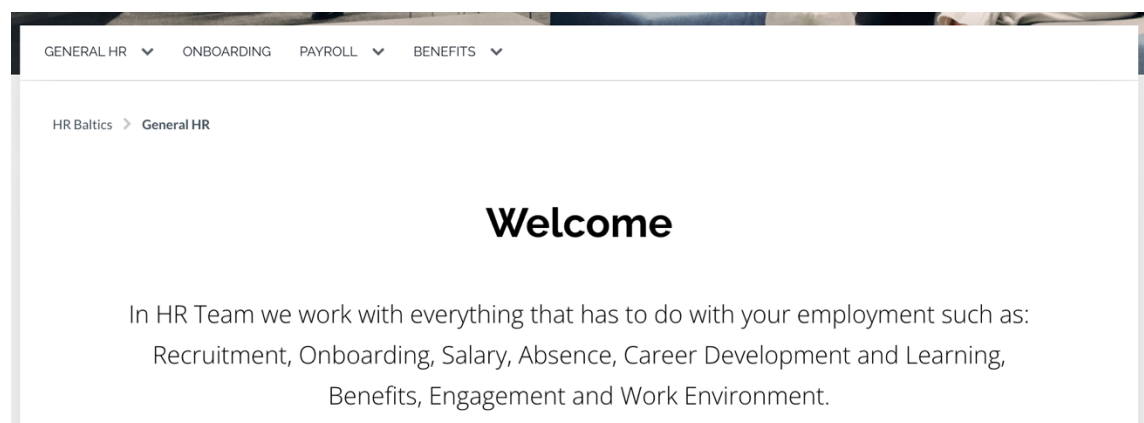 GENERAL HR ONBOARDING PAYROLL BENEFITS
HR Baltics > General HR
Welcome
In HR Team we work with everything that has to do with your employment such as:
Recruitment, Onboarding, Salary, Absence, Career Development and Learning,
Benefits, Engagement and Work Environment.